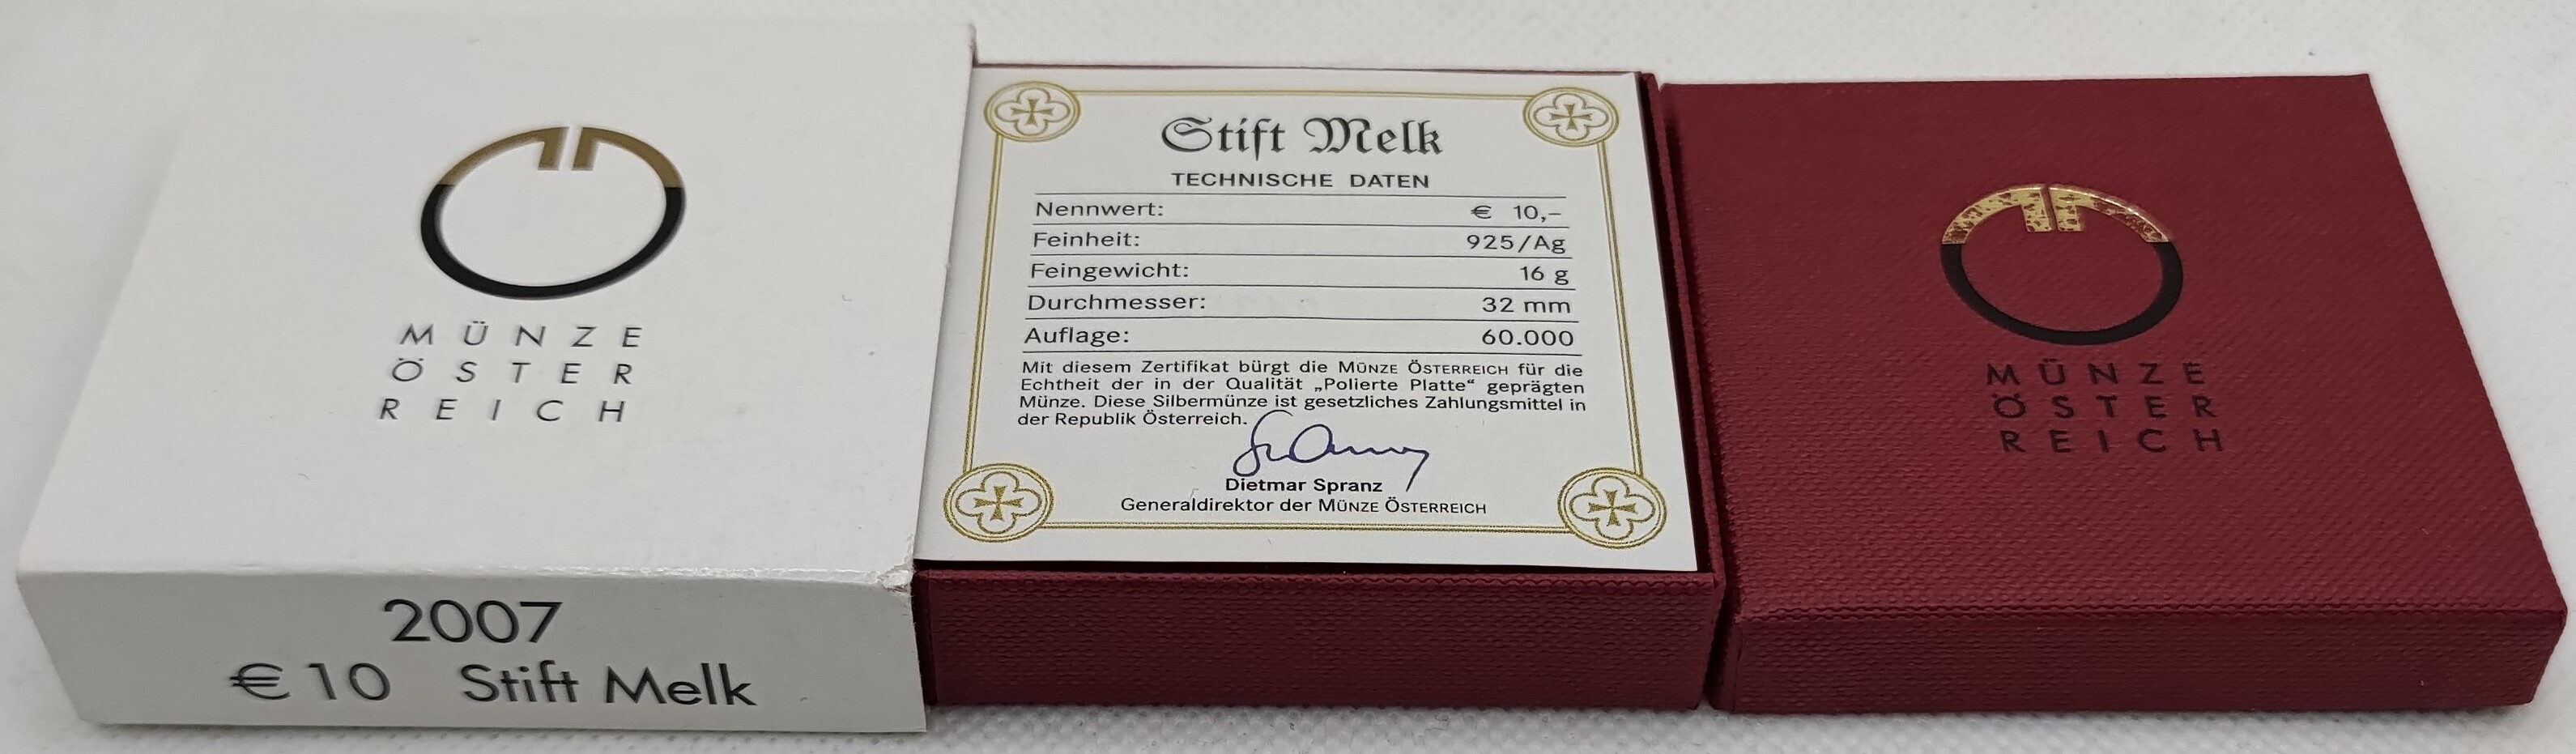 MÜNZE
ÖSTER
REICH
2007
€ 10 Stift Melk
Stift Melk
TECHNISCHE DATEN
Nennwert: € 10,–
Feinheit: 925/Ag
Feingewicht: 16 g
Durchmesser: 32 mm
Auflage: 60.000
Mit diesem Zertifikat bürgt die MÜNZE ÖSTERREICH für die
Echtheit der in der Qualität „Polierte Platte“ geprägten
Münze. Diese Silbermünze ist gesetzliches Zahlungsmittel in
der Republik Österreich.
Dietmar Spranz
Generaldirektor der MÜNZE ÖSTERREICH
MÜNZE
ÖSTER
REICH